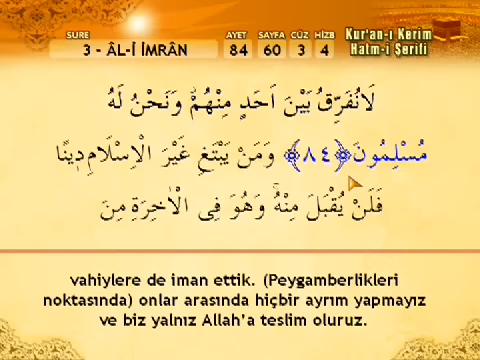 SURE AYET SAYFA CÜZ HİZB
3 - ÂL-İ İMRÂN 84 60 3 4
Kur'an-ı Kerim
Hatm-i Şerifi
لَانُفَرِّقُ بَيْنَ اَحَدٍ مِنْهُمْۘ وَنَحْنُ لَهُ
مُسْلِمُونَ ﴿٨٤﴾ وَمَنْ يَبْتَغِ غَيْرَ الْاِسْلَامِ دٖينًا
فَلَنْ يُقْبَلَ مِنْهُۚ وَهُوَ فِى الْاٰخِرَةِ مِنَ
vahiylere de iman ettik. (Peygamberlikleri
noktasında) onlar arasında hiçbir ayrım yapmayız
ve biz yalnız Allah'a teslim oluruz.